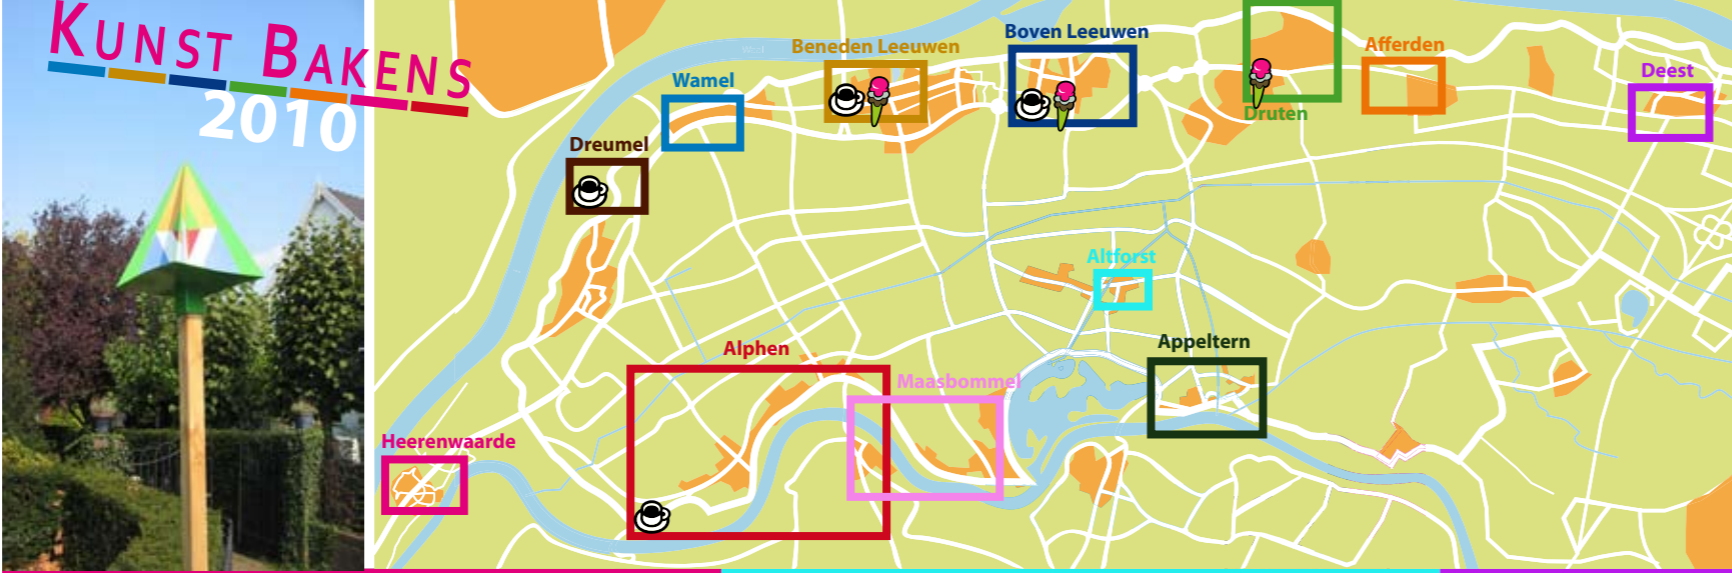 KUNST BAKENS
2010
Beneden Leeuwen
Boven Leeuwen
Afferden
Wamel
Deest
Druten
Dreumel
Altforst
Appeltern
Alphen
Maasbommel
Heerenwaarde